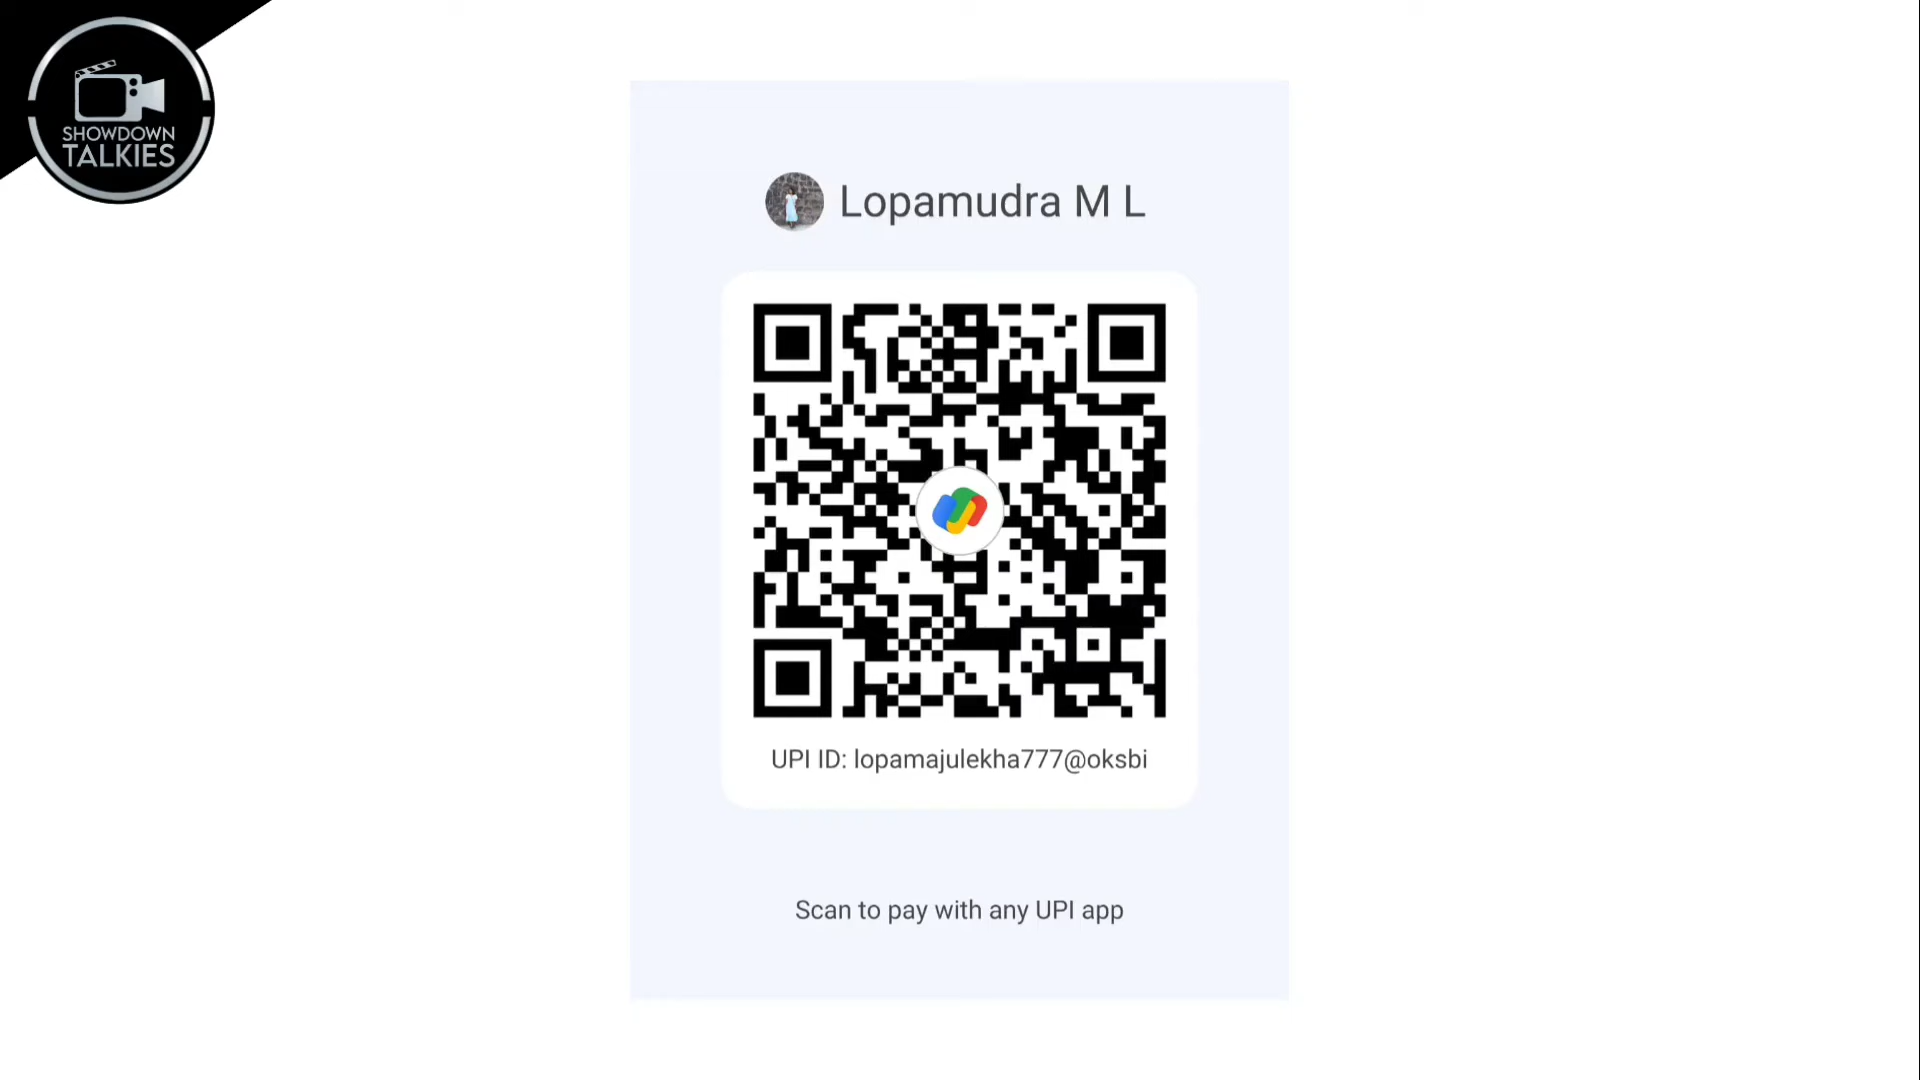 SHOWDOWN
TALKIES
Lopamudra M L
UPI ID: lopamajulekha777@oksbi
Scan to pay with any UPI app